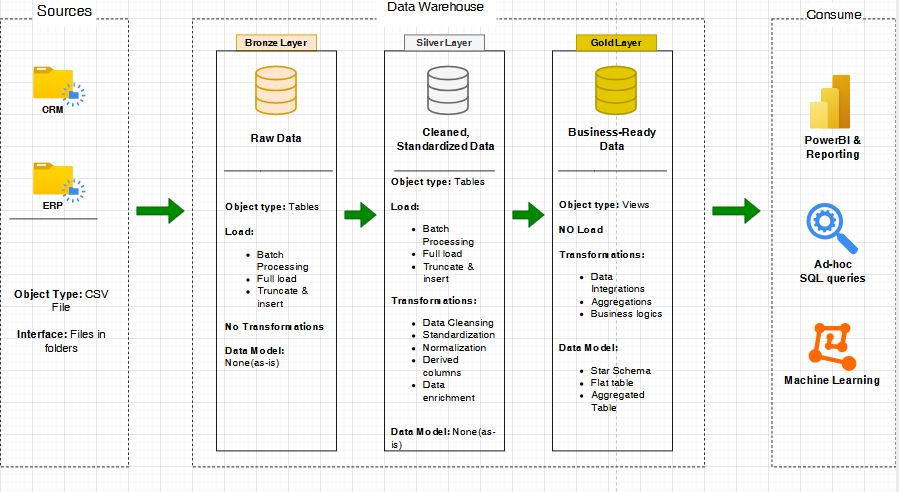 Sources
CRM
ERP
Object Type: CSV
File
Interface: Files in
folders
Data Warehouse
Bronze Layer
Raw Data
Object type: Tables
Load:
• Batch
Processing
• Full load
• Truncate &
insert
No Transformations
Data Model:
None(as-is)
Silver Layer
Cleaned,
Standardized Data
Object type: Tables
Load:
• Batch
Processing
• Full load
• Truncate &
insert
Transformations:
• Data Cleansing
• Standardization
• Normalization
• Derived
columns
• Data
enrichment
Data Model: None(as-
is)
Gold Layer
Business-Ready
Data
Object type: Views
NO Load
Transformations:
• Data
Integrations
• Aggregations
• Business logics
Data Model:
• Star Schema
• Flat table
• Aggregated
Table
Consume
PowerBI &
Reporting
Ad-hoc
SQL queries
Machine Learning